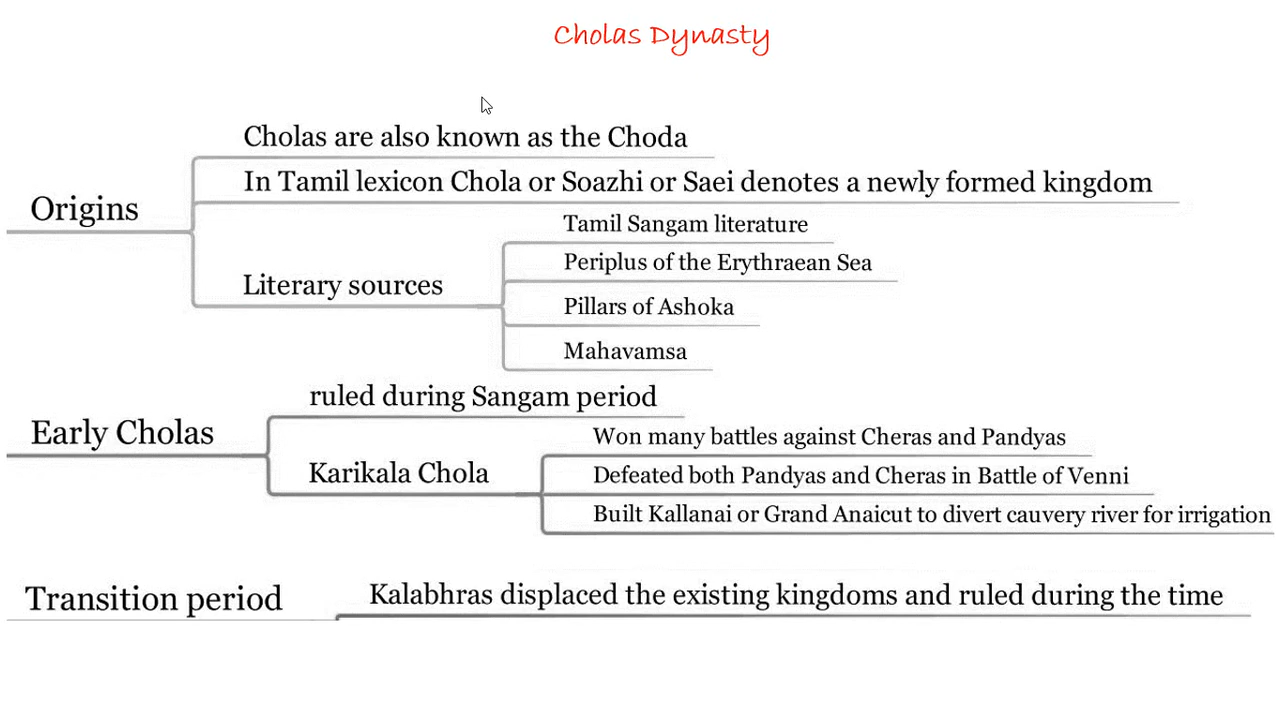 Cholas Dynasty
Cholas are also known as the Choda
In Tamil lexicon Chola or Soazhi or Saei denotes a newly formed kingdom
Origins
Tamil Sangam literature
Periplus of the Erythraean Sea
Literary sources
Pillars of Ashoka
Mahavamsa
ruled during Sangam period
Early Cholas
Won many battles against Cheras and Pandyas
Karikala Chola
Defeated both Pandyas and Cheras in Battle of Venni
Built Kallanai or Grand Anaicut to divert cauvery river for irrigation
Transition period
Kalabhras displaced the existing kingdoms and ruled during the time